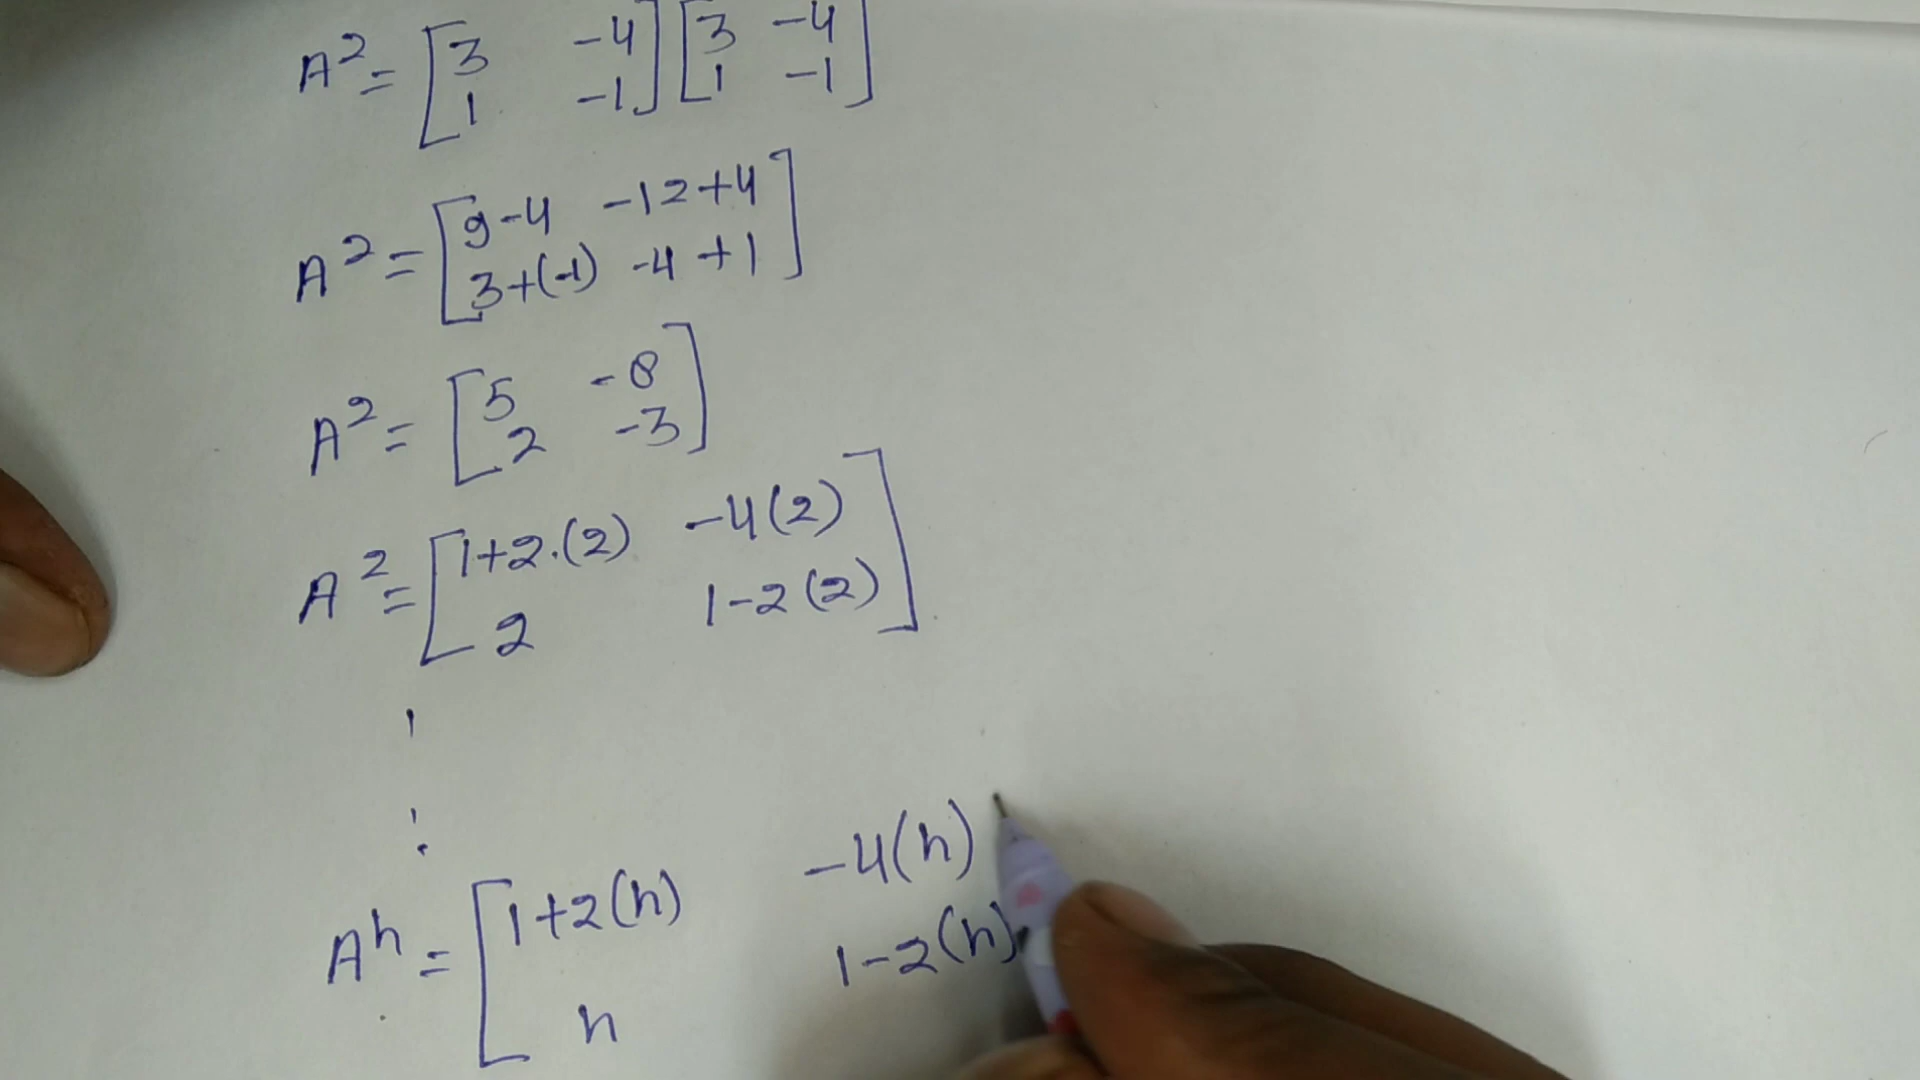 A² = [3 -4] [3 -4]
[1 -1] [1 -1]
A² = [9-4 -12+4]
[3+(-1) -4+1]
A² = [5 -8]
[2 -3]
A² = [1+2.(2) -4(2)]
[2 1-2(2)]
⋮
Aⁿ = [1+2(n) -4(n)
n 1-2(n)